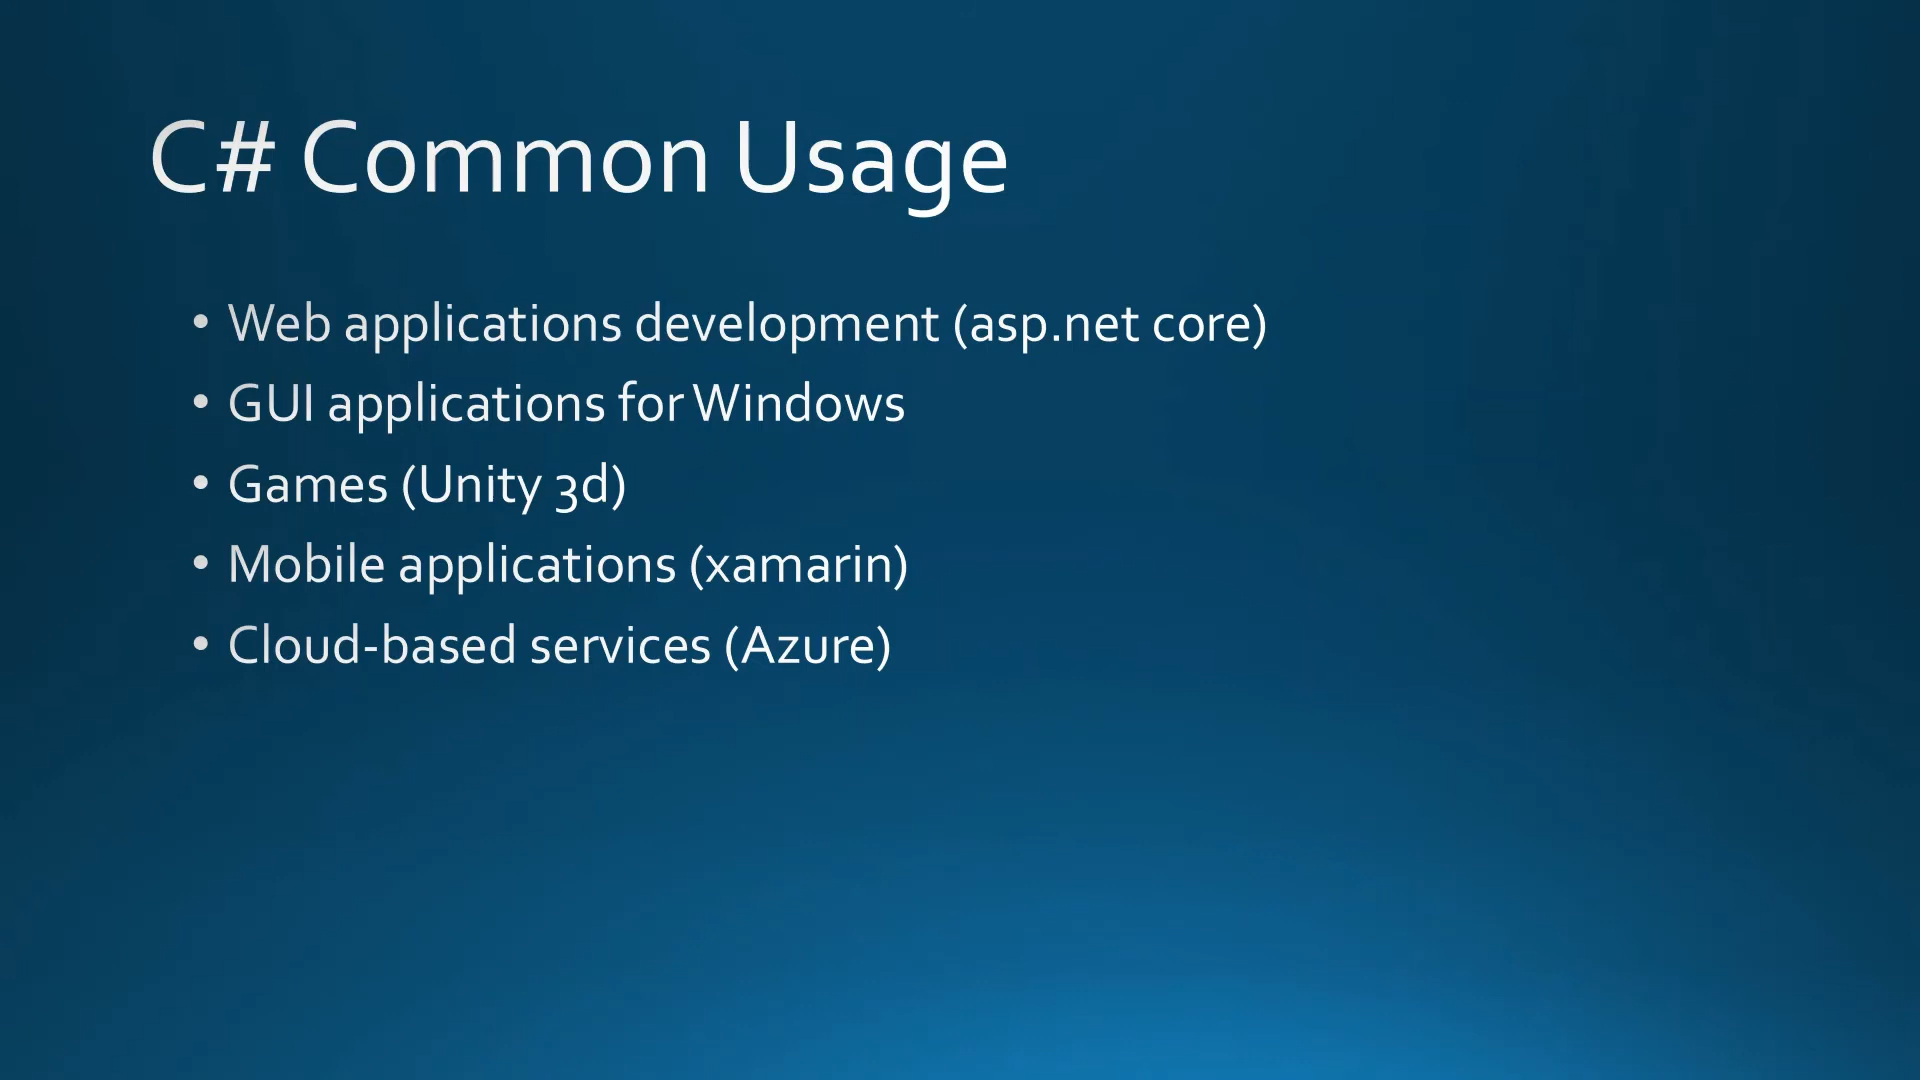 C# Common Usage
• Web applications development (asp.net core)
• GUI applications for Windows
• Games (Unity 3d)
• Mobile applications (xamarin)
• Cloud-based services (Azure)